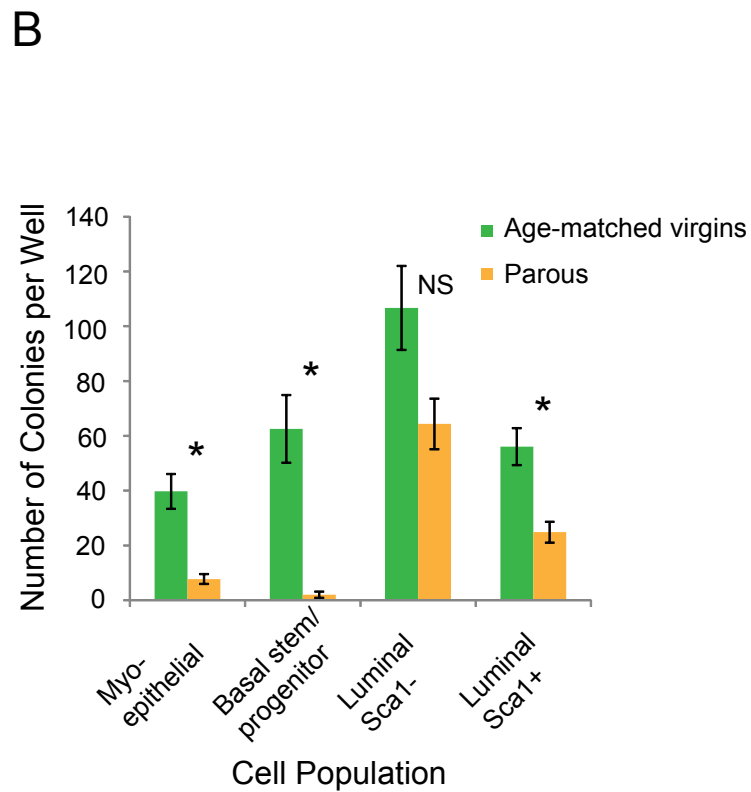 B
Number of Colonies per Well
140
120
100
80
60
40
20
0
Age-matched virgins
Parous
*
*
NS
*
Myo-
epithelial
Basal stem/
progenitor
Luminal
Sca1-
Luminal
Sca1+
Cell Population